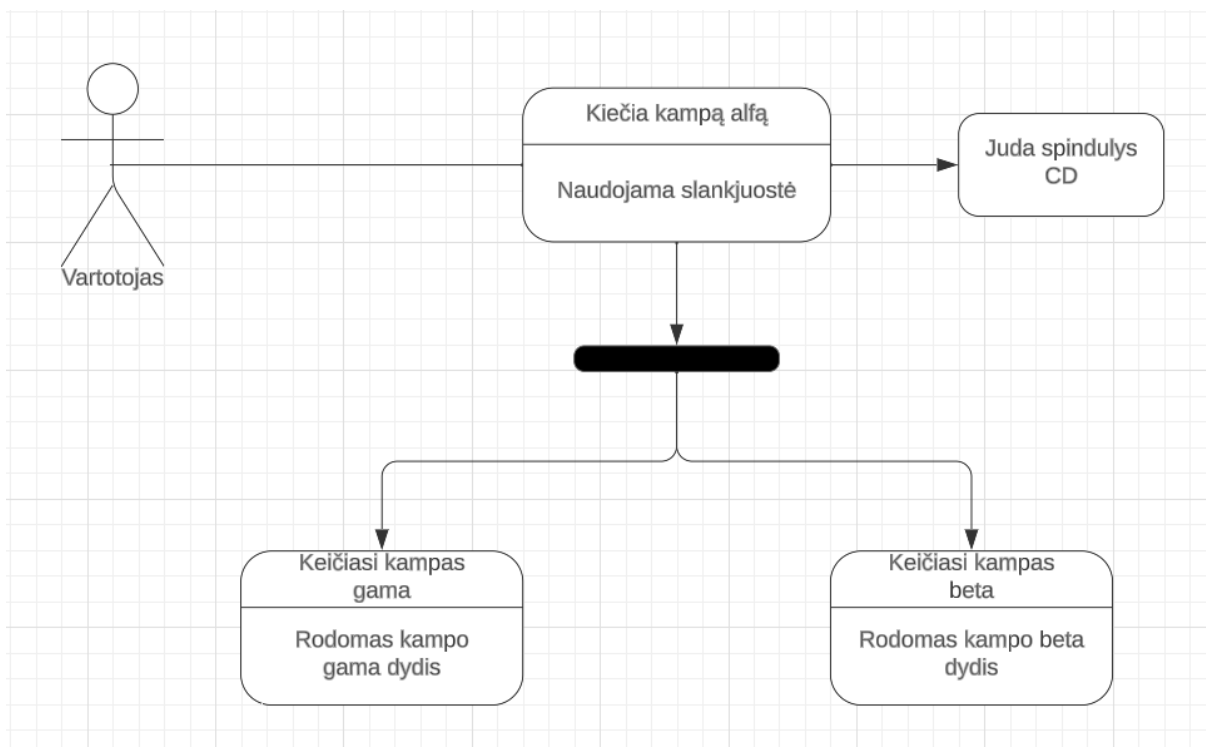 Kiečia kampą alfą
Naudojama slankjuostė
Juda spindulys
CD
Vartotojas
Keičiasi kampas
gama
Rodomas kampo
gama dydis
Keičiasi kampas
beta
Rodomas kampo beta
dydis